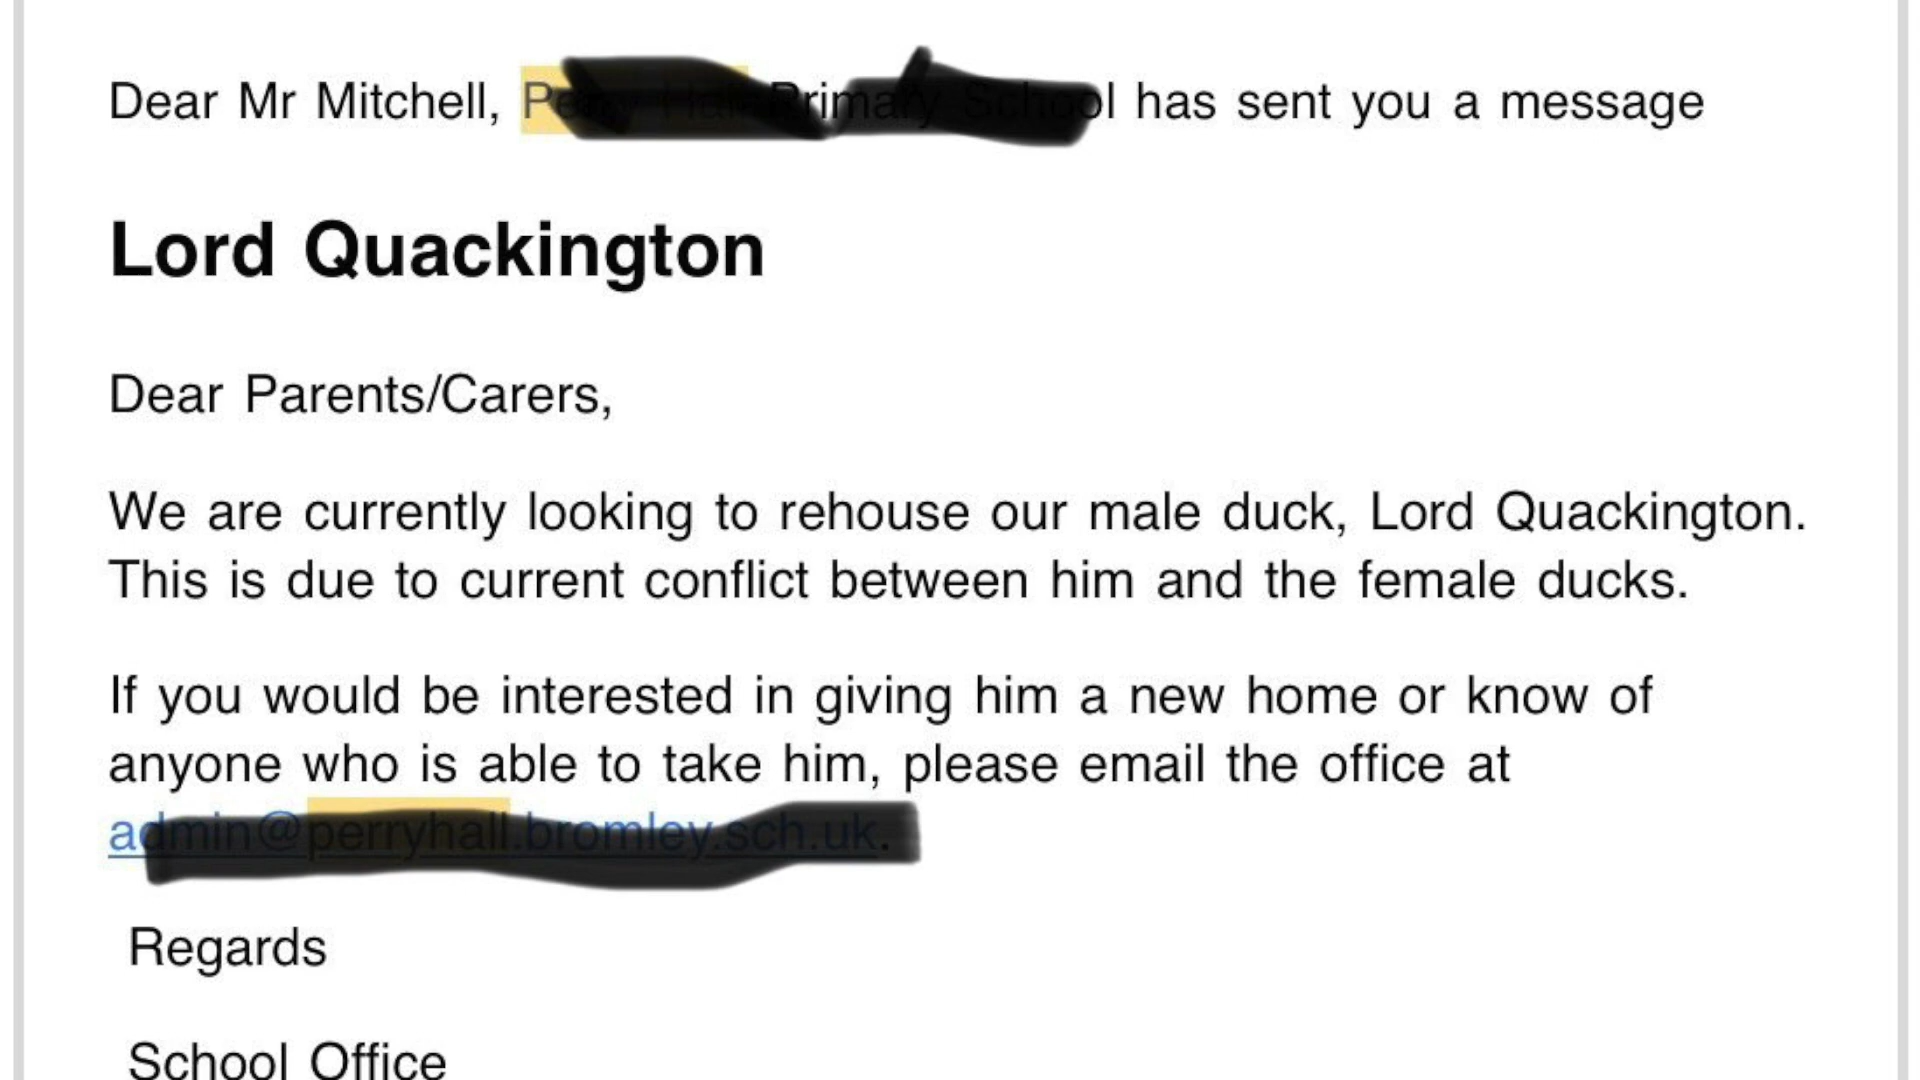 Dear Mr Mitchell, has sent you a message
Lord Quackington
Dear Parents/Carers,
We are currently looking to rehouse our male duck, Lord Quackington.
This is due to current conflict between him and the female ducks.
If you would be interested in giving him a new home or know of
anyone who is able to take him, please email the office at
Regards
School Office